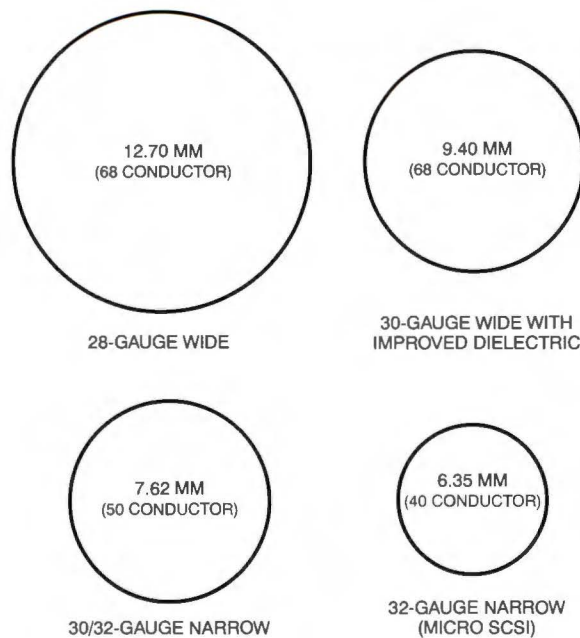 12.70 MM
(68 CONDUCTOR)
28-GAUGE WIDE
9.40 MM
(68 CONDUCTOR)
30-GAUGE WIDE WITH
IMPROVED DIELECTRIC
7.62 MM
(50 CONDUCTOR)
30/32-GAUGE NARROW
6.35 MM
(40 CONDUCTOR)
32-GAUGE NARROW
(MICRO SCSI)